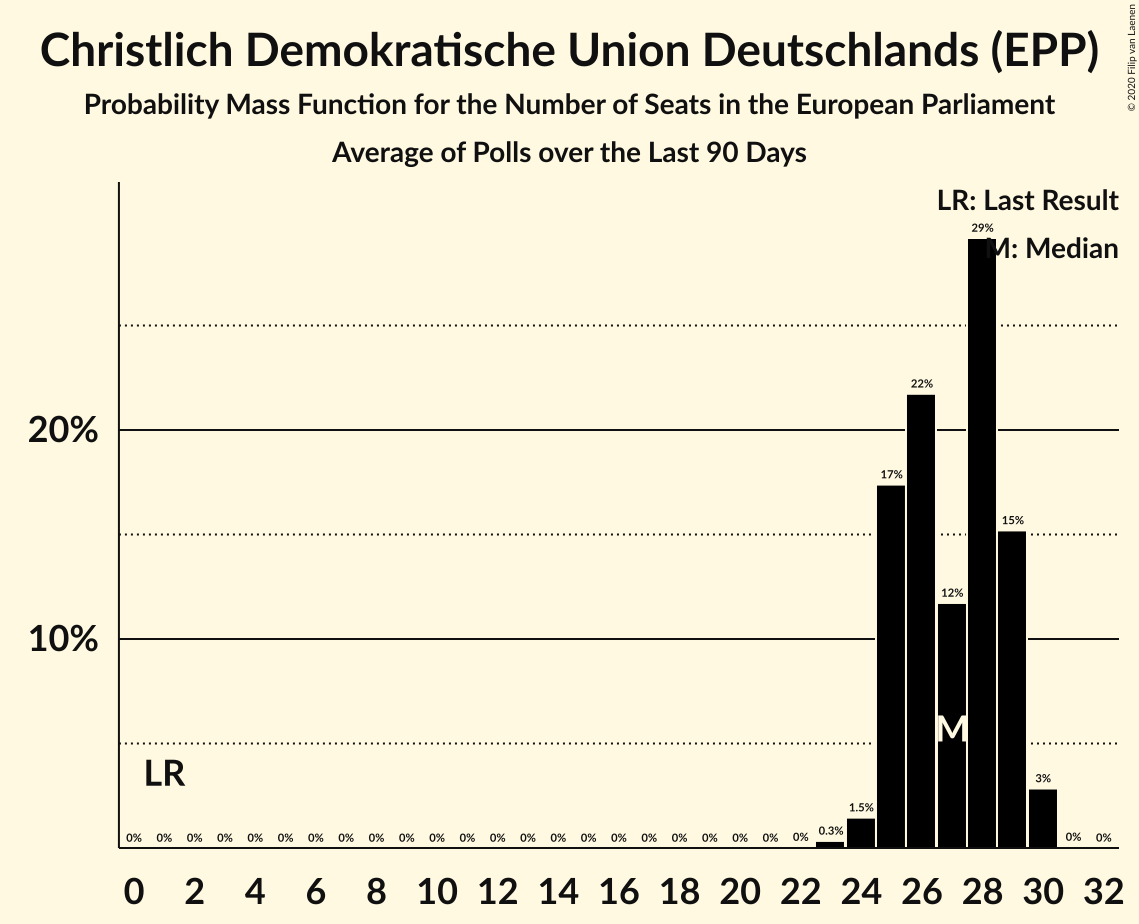 Christlich Demokratische Union Deutschlands (EPP)
Probability Mass Function for the Number of Seats in the European Parliament
Average of Polls over the Last 90 Days
© 2020 Filip van Laenen
LR: Last Result
M: Median
29%
22%
20%
17%
15%
12%
10%
M
LR
3%
1.5%
0.3%
0% 0% 0% 0% 0% 0% 0% 0% 0% 0% 0% 0% 0% 0% 0% 0% 0% 0% 0% 0% 0% 0% 0% 0% 0%
0 2 4 6 8 10 12 14 16 18 20 22 24 26 28 30 32